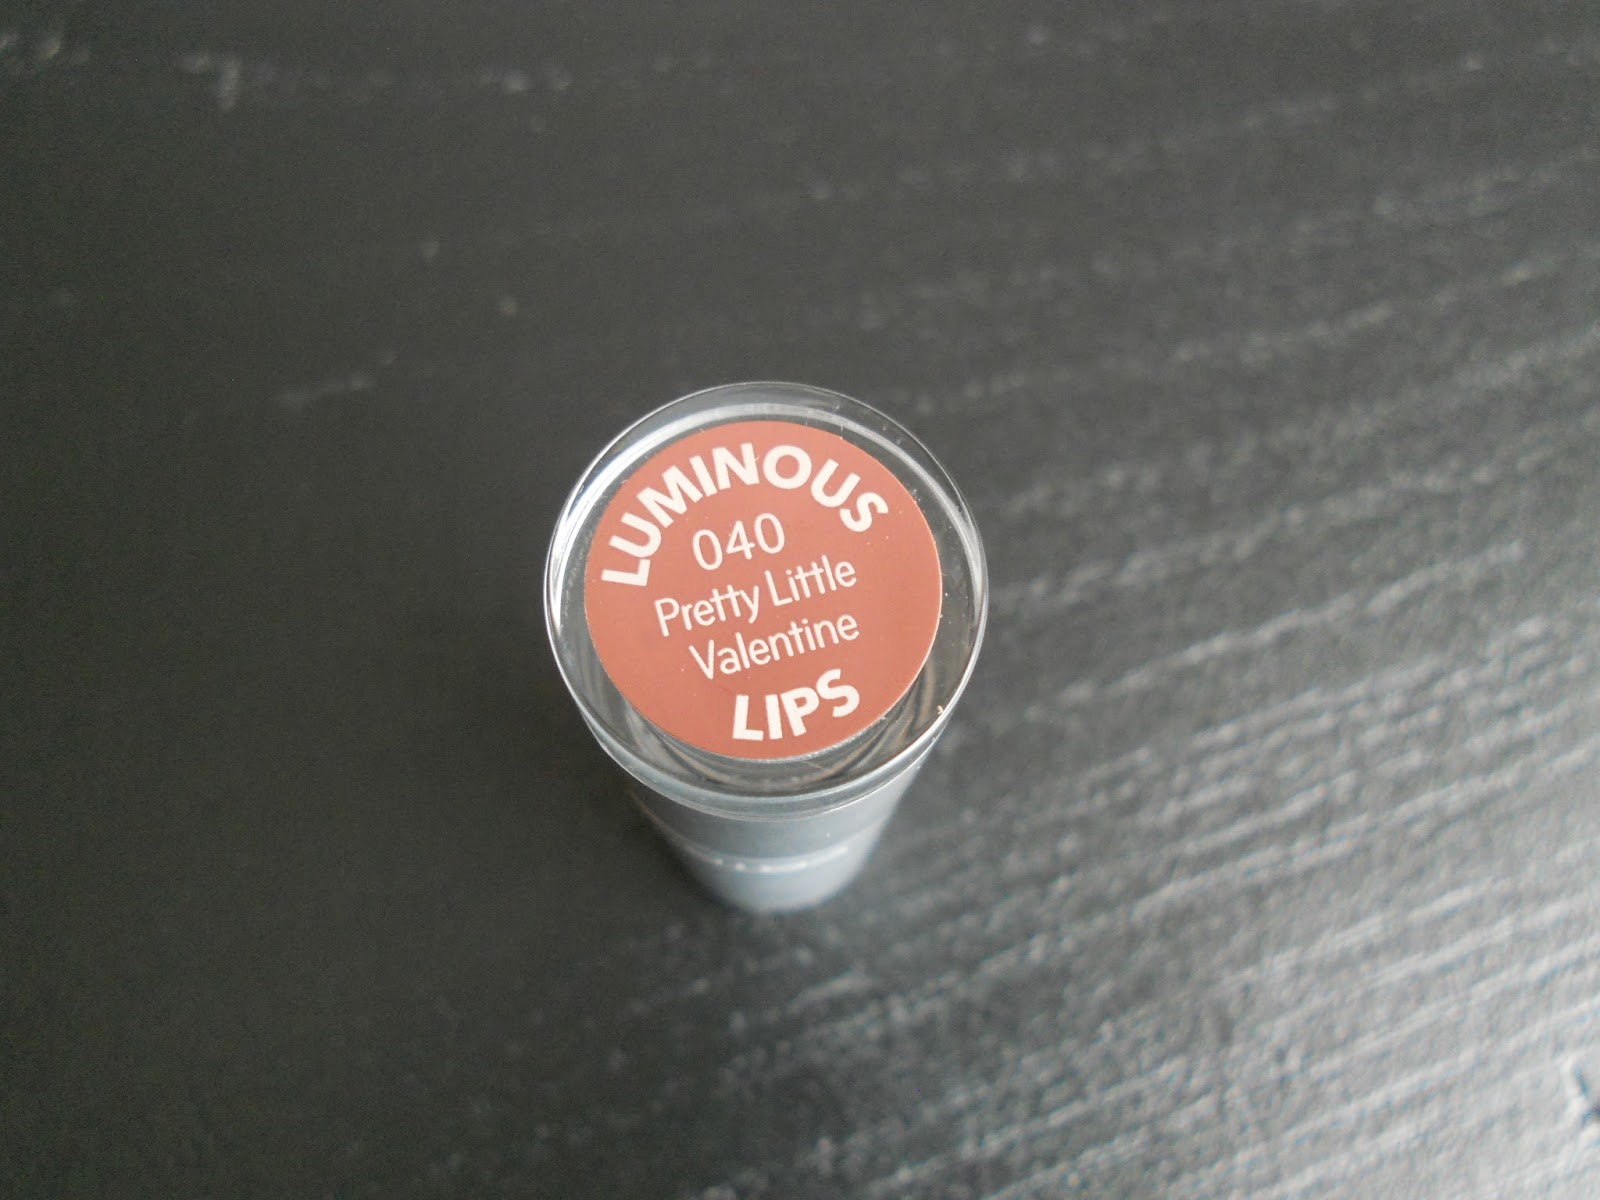 LUMINOUS
040
Pretty Little
Valentine
LIPS